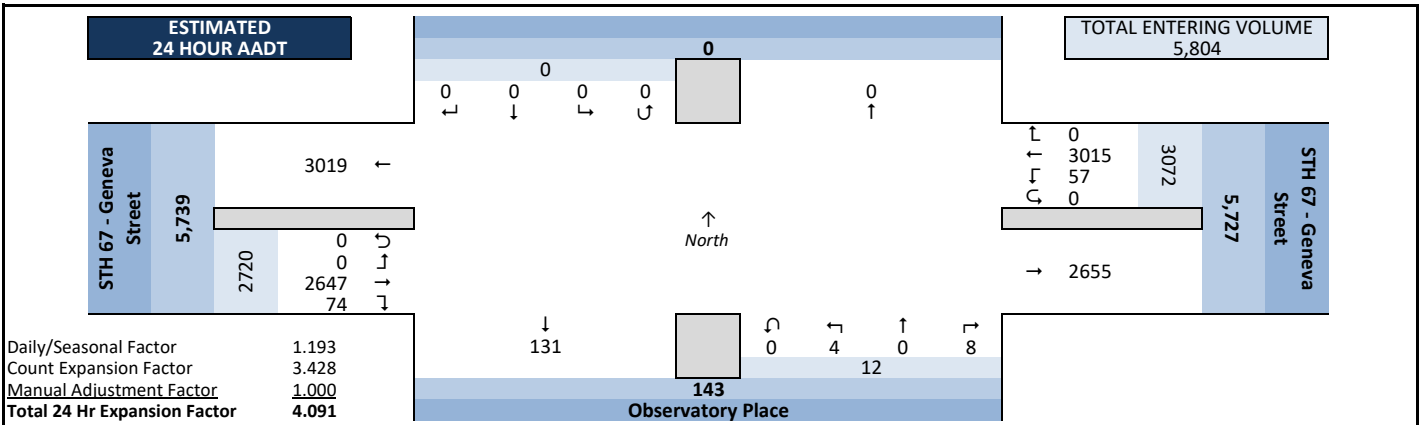 ESTIMATED
24 HOUR AADT
TOTAL ENTERING VOLUME
5,804
0
0
0 0 0 0
↵ ↓ ↳ ↺
0
↑
STH 67 - Geneva
Street
5,739
3019 ←
2720
0 ↺
0 ↰
2647 →
74 ↴
↑
North
↱ 0
← 3015
↲ 57
↺ 0
3072
5,727
STH 67 - Geneva
Street
→ 2655
↓
131
↺ ↰ ↑ ↱
0 4 0 8
12
143
Observatory Place
Daily/Seasonal Factor 1.193
Count Expansion Factor 3.428
Manual Adjustment Factor 1.000
Total 24 Hr Expansion Factor 4.091